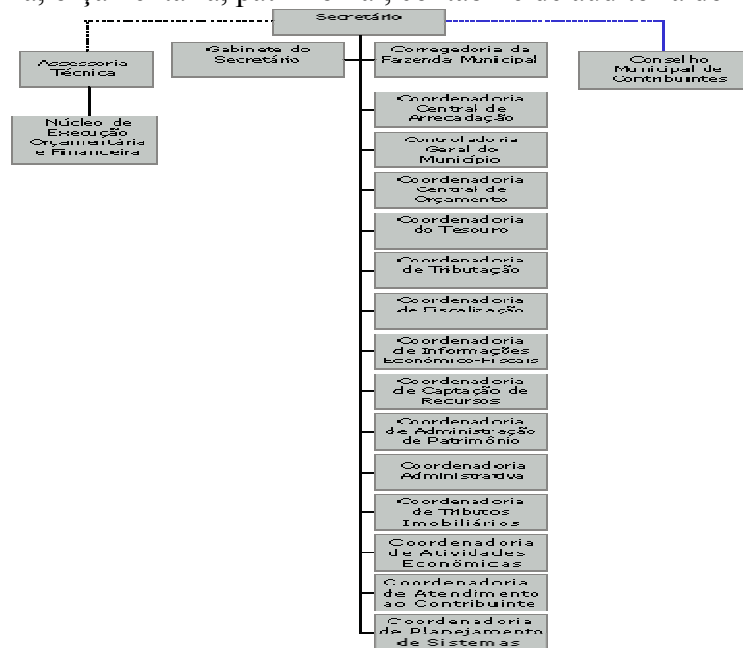 Secretário
Gabinete do
Secretário
Corregedoria da
Fazenda Municipal
Assessoria
Técnica
Conselho
Municipal de
Contribuintes
Núcleo de
Execução
Orçamentária
e Financeira
Coordenadoria
Central de
Arrecadação
Controladoria
Geral do
Município
Coordenadoria
Central de
Orçamento
Coordenadoria
do Tesouro
Coordenadoria
de Tributação
Coordenadoria
de Fiscalização
Coordenadoria
de Informações
Econômico-Fiscais
Coordenadoria
de Captação de
Recursos
Coordenadoria
de Administração
de Patrimônio
Coordenadoria
Administrativa
Coordenadoria
de Tributos
Imobiliários
Coordenadoria
de Atividades
Econômicas
Coordenadoria
de Atendimento
ao Contribuinte
Coordenadoria
de Planejamento
de Sistemas